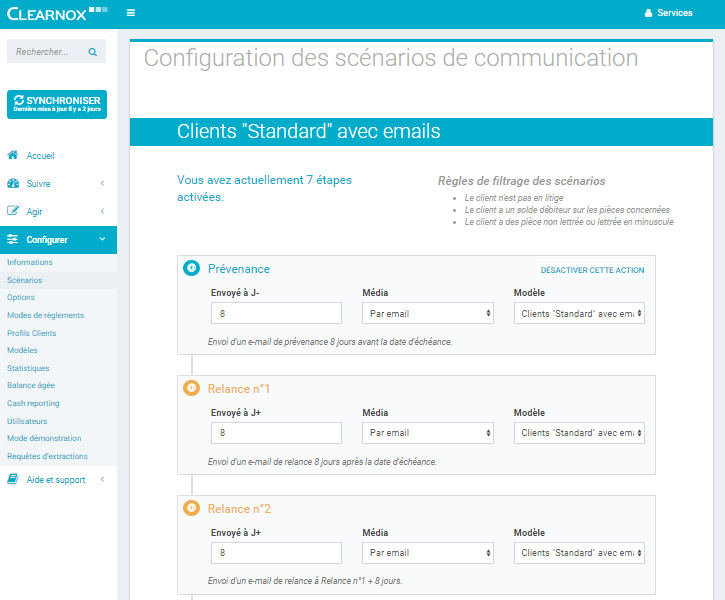 CLEARNOX
Services
Rechercher...
SYNCHRONISER
Dernière mise à jour il y a 2 jours
Accueil
Suivre
Agir
Configurer
Informations
Scénarios
Options
Modes de règlements
Profils Clients
Modèles
Statistiques
Balance âgée
Cash reporting
Utilisateurs
Mode démonstration
Requêtes d'extractions
Aide et support
Configuration des scénarios de communication
Clients "Standard" avec emails
Vous avez actuellement 7 étapes
activées.
Règles de filtrage des scénarios
• Le client n'est pas en litige
• Le client a un solde débiteur sur les pièces concernées
• Le client a des pièce non lettrée ou lettrée en minuscule
Prévenance
DÉSACTIVER CETTE ACTION
Envoyé à J- Média Modèle
8 Par email Clients "Standard" avec ema
Envoi d'un e-mail de prévenance 8 jours avant la date d'échéance.
Relance n°1
Envoyé à J+ Média Modèle
8 Par email Clients "Standard" avec ema
Envoi d'un e-mail de relance 8 jours après la date d'échéance.
Relance n°2
Envoyé à J+ Média Modèle
8 Par email Clients "Standard" avec ema
Envoi d'un e-mail de relance à Relance n°1 + 8 jours.